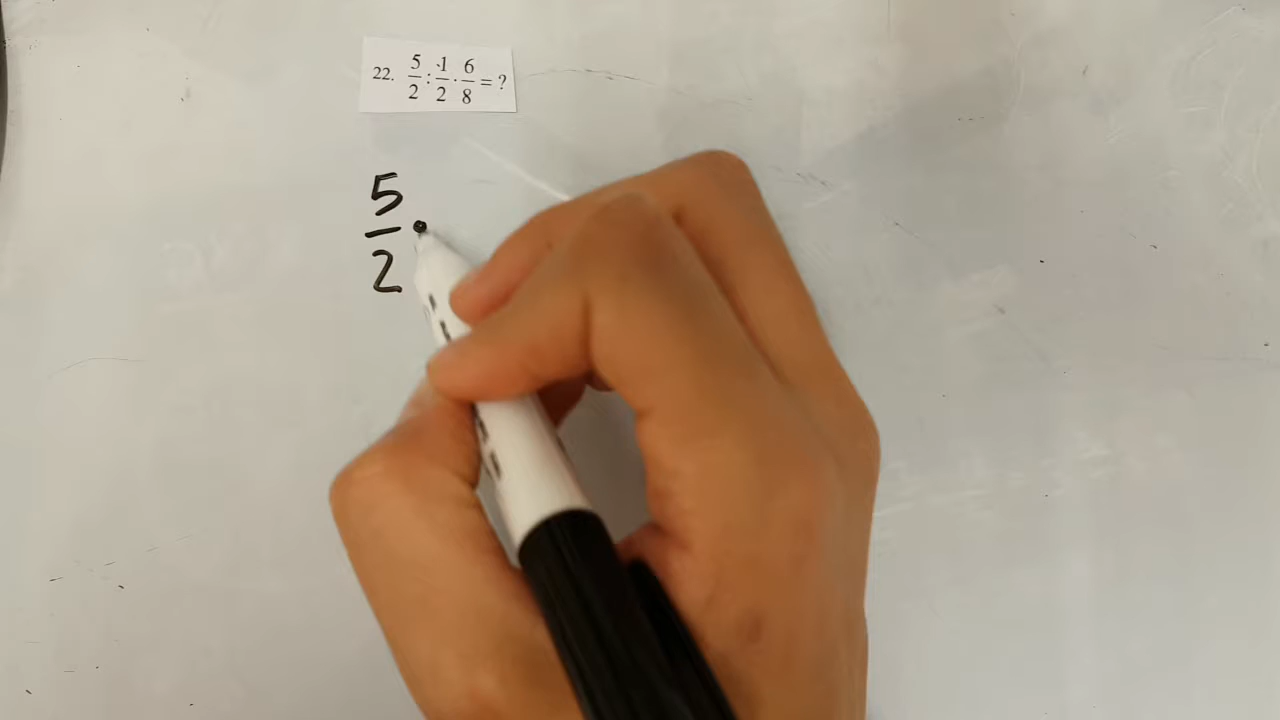 22. 5/2 : 1/2 · 6/8 = ?
5/2 ·